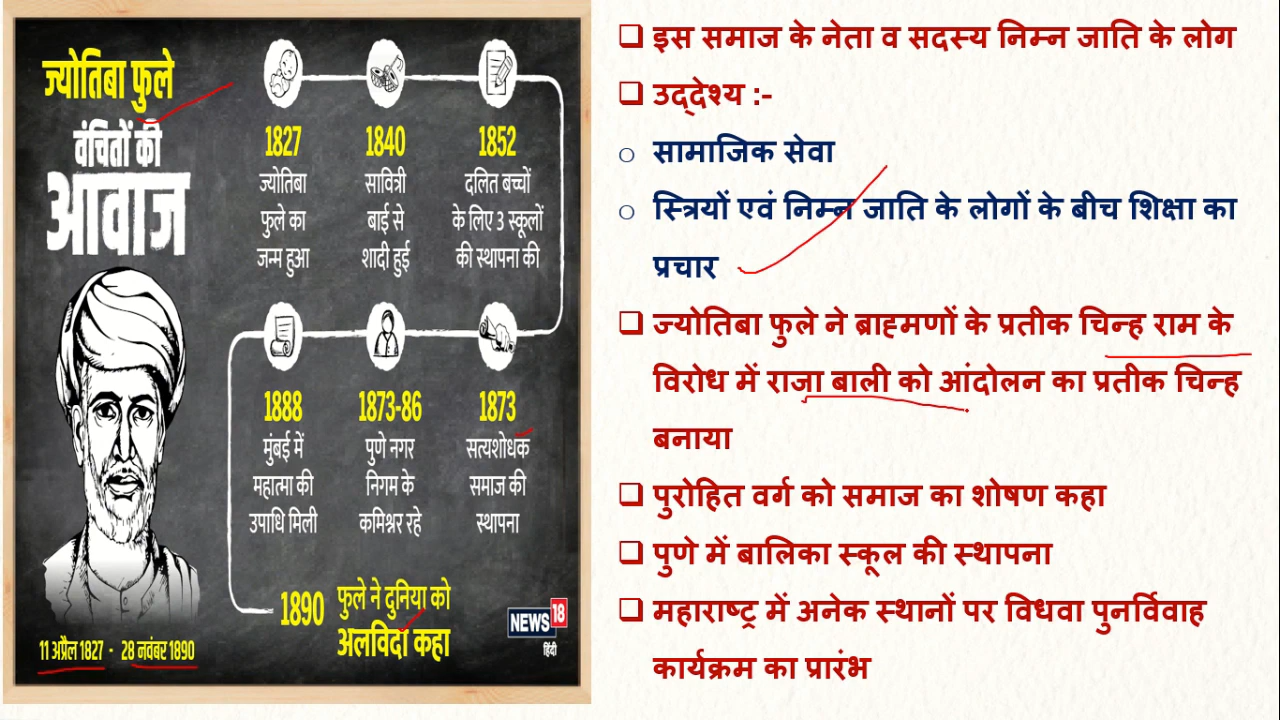 ज्योतिबा फुले
वंचितों की
आवाज
1827
ज्योतिबा
फुले का
जन्म हुआ
1840
सावित्री
बाई से
शादी हुई
1852
दलित बच्चों
के लिए 3 स्कूलों
की स्थापना की
1888
मुंबई में
महात्मा की
उपाधि मिली
1873-86
पुणे नगर
निगम के
कमिश्नर रहे
1873
सत्यशोधक
समाज की
स्थापना
1890
फुले ने दुनिया को
अलविदा कहा
11 अप्रैल 1827 - 28 नवंबर 1890
NEWS 18
हिंदी
इस समाज के नेता व सदस्य निम्न जाति के लोग
उद्देश्य :-
सामाजिक सेवा
स्त्रियों एवं निम्न जाति के लोगों के बीच शिक्षा का
प्रचार
ज्योतिबा फुले ने ब्राह्मणों के प्रतीक चिन्ह राम के
विरोध में राजा बाली को आंदोलन का प्रतीक चिन्ह
बनाया
पुरोहित वर्ग को समाज का शोषण कहा
पुणे में बालिका स्कूल की स्थापना
महाराष्ट्र में अनेक स्थानों पर विधवा पुनर्विवाह
कार्यक्रम का प्रारंभ